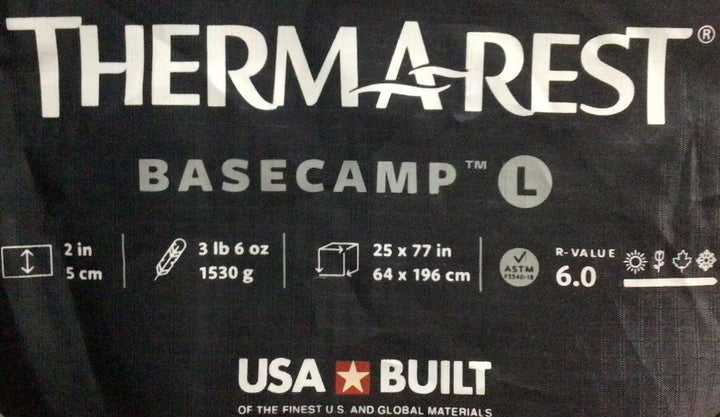 THERMAREST®
BASECAMP™ L
2 in
5 cm
3 lb 6 oz
1530 g
25 x 77 in
64 x 196 cm
ASTM
F3340-18
R-VALUE
6.0
USA BUILT
OF THE FINEST U.S. AND GLOBAL MATERIALS